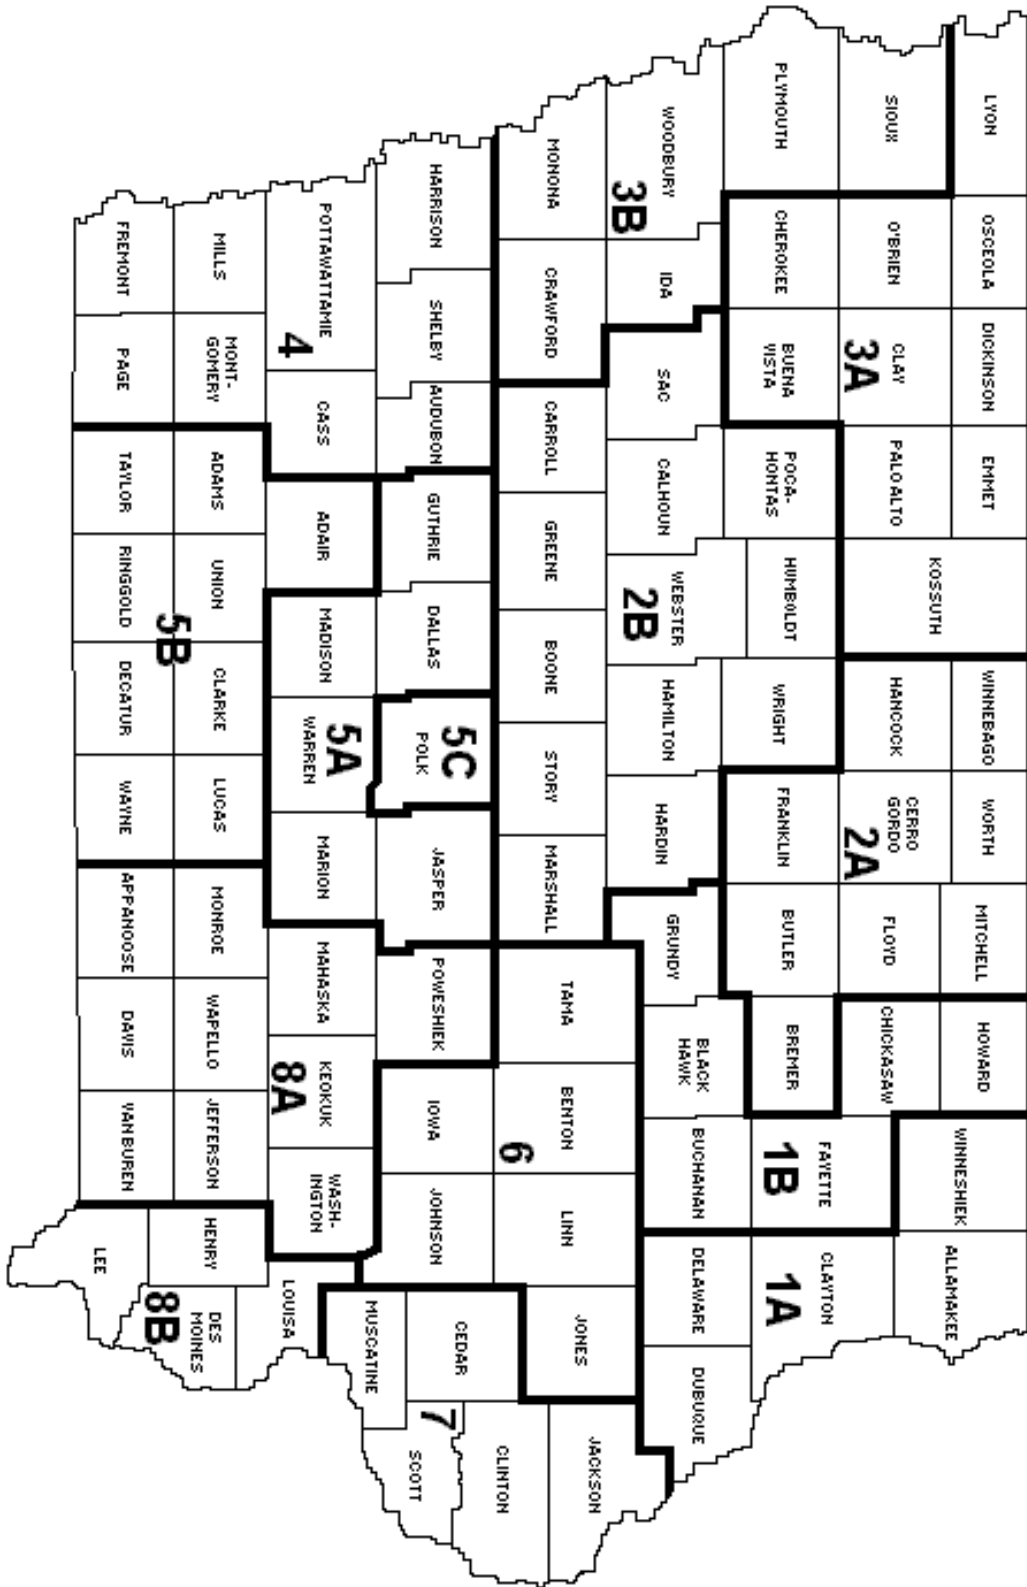 LYON
OSCEOLA
DICKINSON
EMMET
KOSSUTH
WINNEBAGO
WORTH
MITCHELL
HOWARD
WINNESHIEK
ALLAMAKEE
SIOUX
O'BRIEN
CLAY
3A
PALO ALTO
HANCOCK
CERRO
GORDO
2A
FLOYD
CHICKASAW
PLYMOUTH
CHEROKEE
BUENA
VISTA
POCA-
HONTAS
HUMBOLDT
WRIGHT
FRANKLIN
BUTLER
BREMER
FAYETTE
1B
CLAYTON
1A
WOODBURY
3B
IDA
SAC
CALHOUN
WEBSTER
2B
HAMILTON
HARDIN
GRUNDY
BLACK
HAWK
BUCHANAN
DELAWARE
DUBUQUE
MONONA
CRAWFORD
CARROLL
GREENE
BOONE
STORY
MARSHALL
TAMA
BENTON
6
LINN
JONES
JACKSON
HARRISON
SHELBY
AUDUBON
GUTHRIE
DALLAS
5C
POLK
JASPER
POWESHIEK
IOWA
JOHNSON
CEDAR
CLINTON
7
SCOTT
POTTAWATTAMIE
4
CASS
ADAIR
MADISON
5A
WARREN
MARION
MAHASKA
KEOKUK
8A
WASH-
INGTON
MUSCATINE
LOUISA
MILLS
MONT-
GOMERY
ADAMS
UNION
CLARKE
LUCAS
MONROE
WAPELLO
JEFFERSON
HENRY
DES
MOINES
8B
5B
FREMONT
PAGE
TAYLOR
RINGGOLD
DECATUR
WAYNE
APPANOOSE
DAVIS
VAN BUREN
LEE